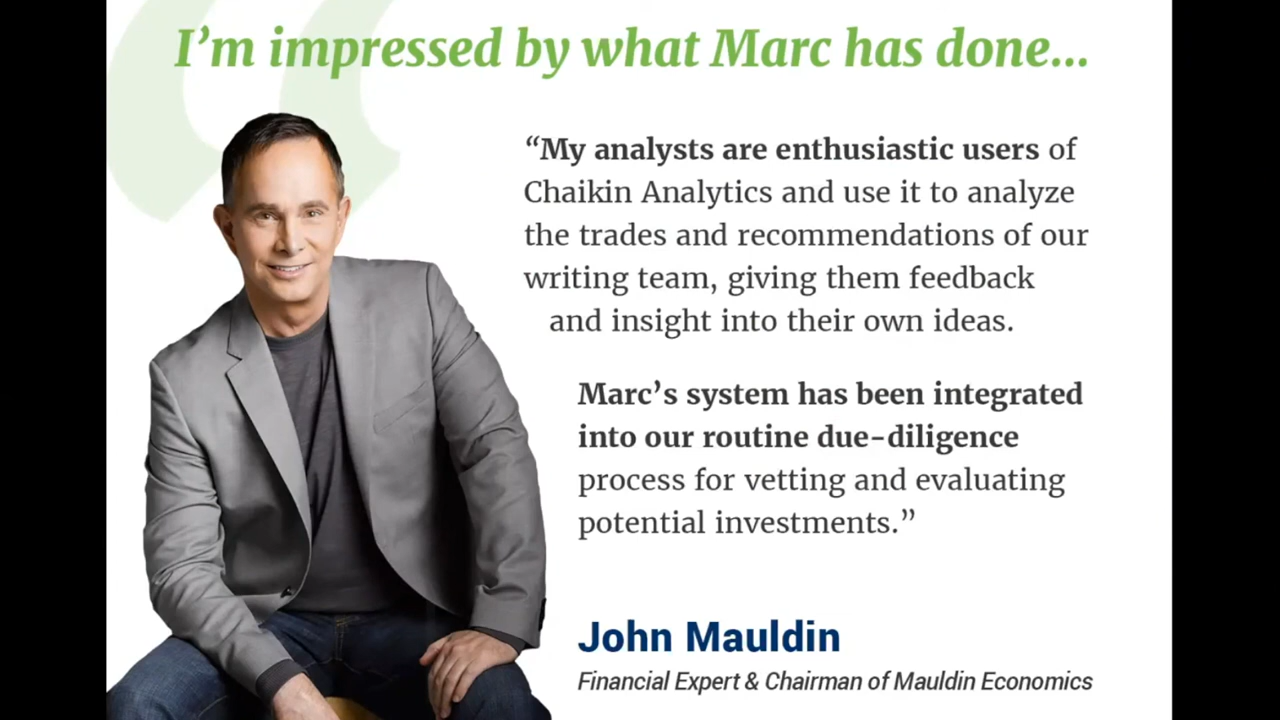 I’m impressed by what Marc has done...
“My analysts are enthusiastic users of
Chaikin Analytics and use it to analyze
the trades and recommendations of our
writing team, giving them feedback
and insight into their own ideas.
Marc’s system has been integrated
into our routine due-diligence
process for vetting and evaluating
potential investments.”
John Mauldin
Financial Expert & Chairman of Mauldin Economics